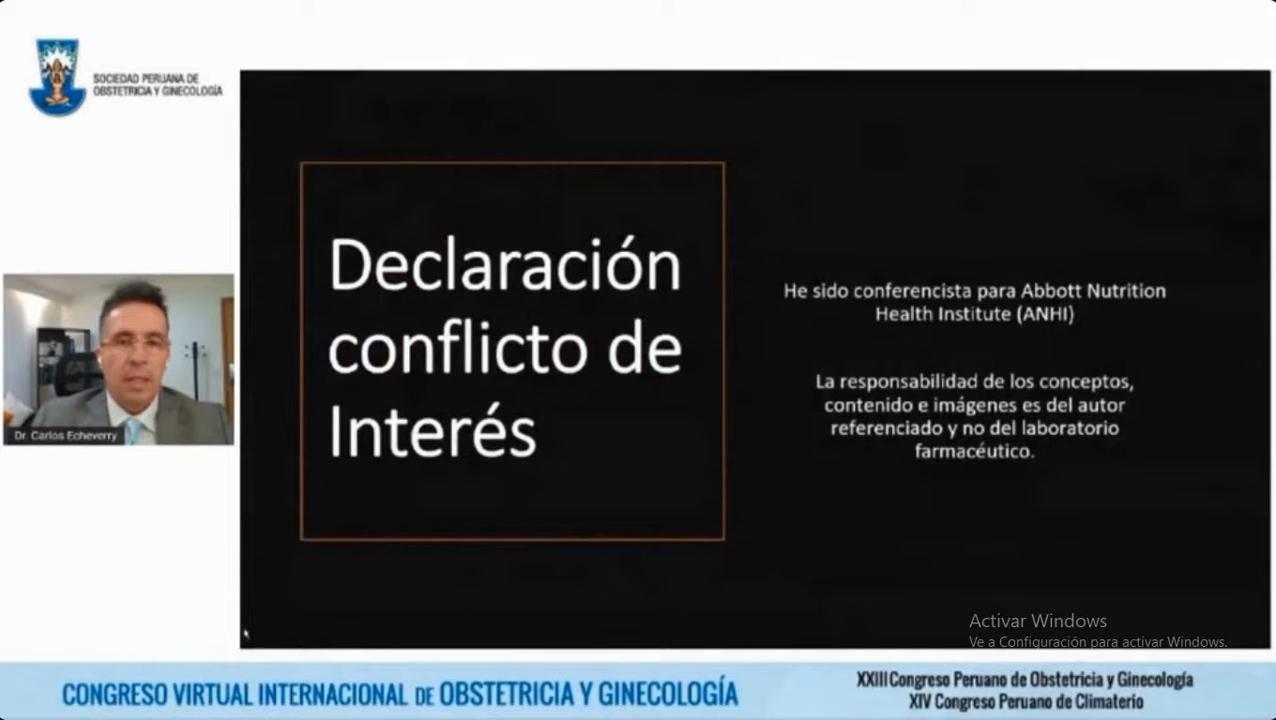 SOCIEDAD PERUANA DE
OBSTETRICIA Y GINECOLOGÍA
Declaración
conflicto de
Interés
He sido conferencista para Abbott Nutrition
Health Institute (ANHI)
La responsabilidad de los conceptos,
contenido e imágenes es del autor
referenciado y no del laboratorio
farmacéutico.
Dr. Carlos Echeverry
Activar Windows
Ve a Configuración para activar Windows.
CONGRESO VIRTUAL INTERNACIONAL DE OBSTETRICIA Y GINECOLOGÍA
XXIII Congreso Peruano de Obstetricia y Ginecología
XIV Congreso Peruano de Climaterio